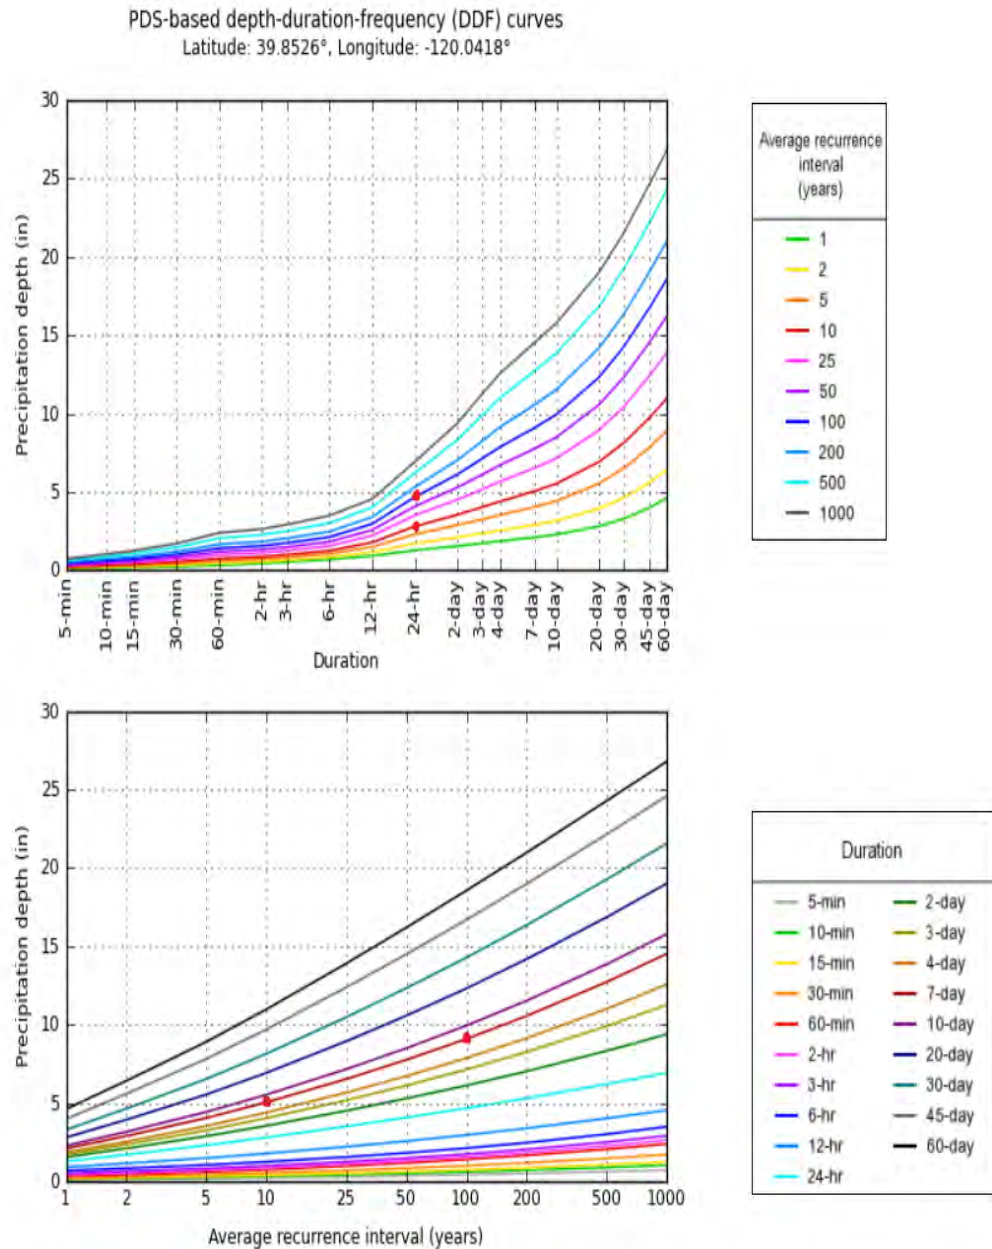 PDS-based depth-duration-frequency (DDF) curves
Latitude: 39.8526°, Longitude: -120.0418°
30
25
20
15
10
5
0
Precipitation depth (in)
5-min
10-min
15-min
30-min
60-min
2-hr
3-hr
6-hr
12-hr
24-hr
2-day
3-day
4-day
7-day
10-day
20-day
30-day
45-day
60-day
Duration
Average recurrence
interval
(years)
1
2
5
10
25
50
100
200
500
1000
30
25
20
15
10
5
0
Precipitation depth (in)
1 2 5 10 25 50 100 200 500 1000
Average recurrence interval (years)
Duration
5-min 2-day
10-min 3-day
15-min 4-day
30-min 7-day
60-min 10-day
2-hr 20-day
3-hr 30-day
6-hr 45-day
12-hr 60-day
24-hr